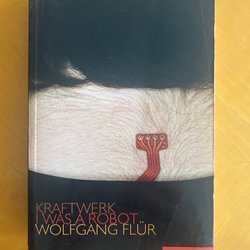 KRAFTWERK
I WAS A ROBOT
WOLFGANG FLÜR